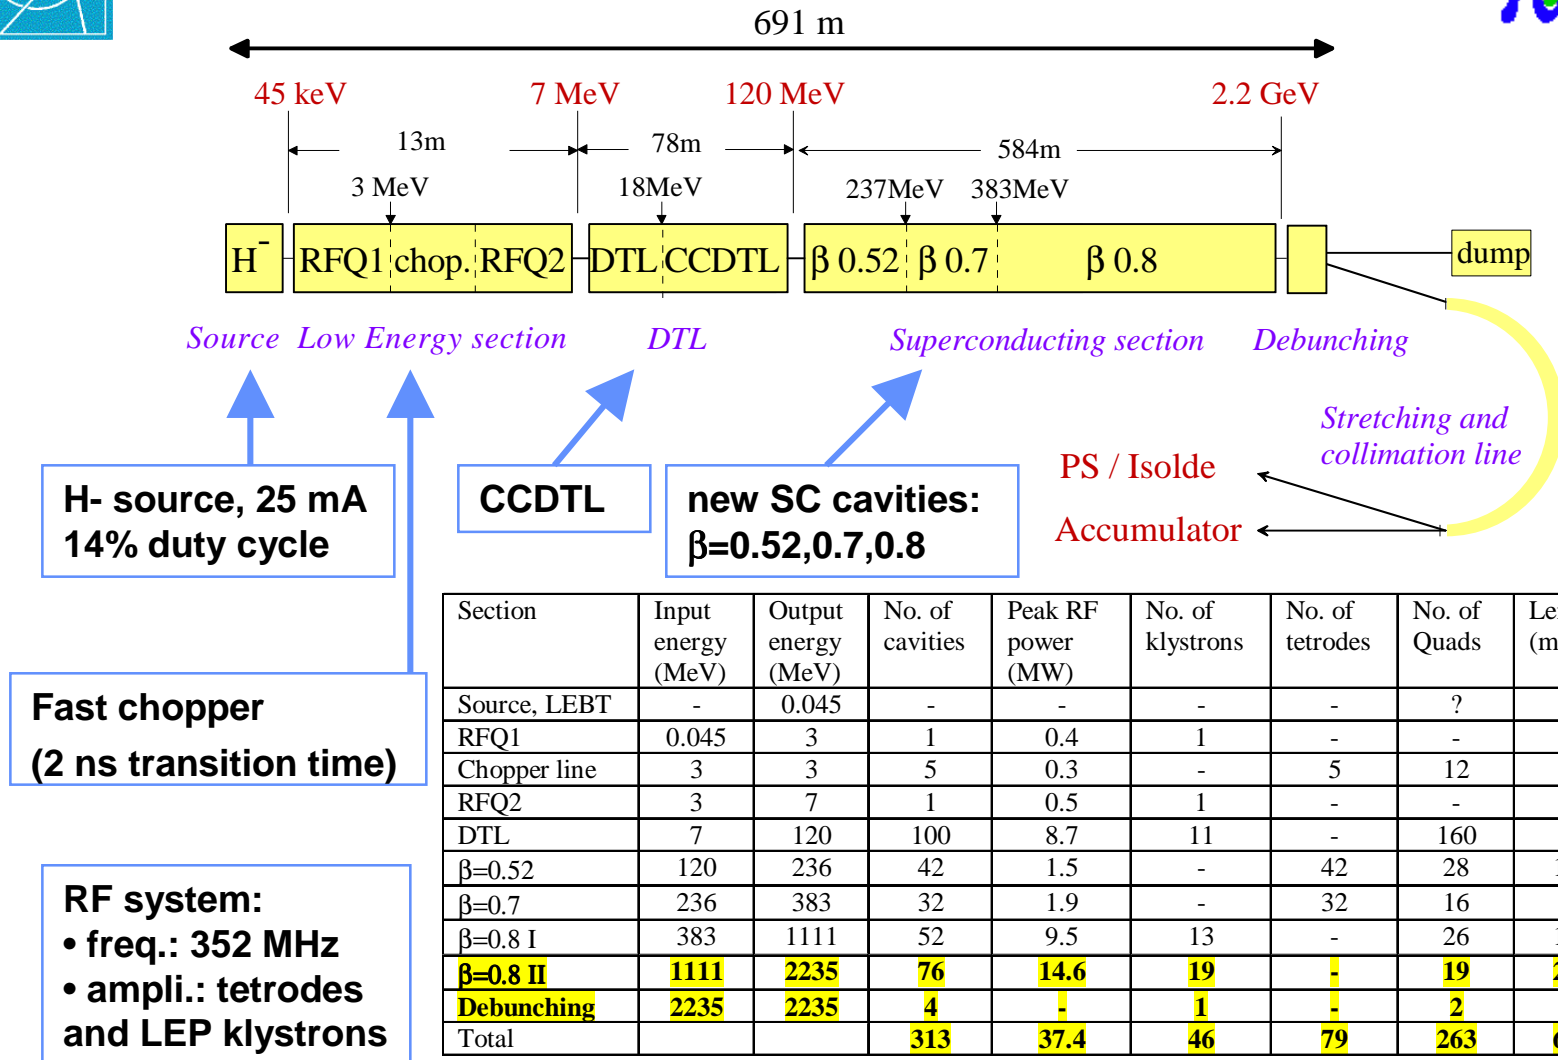 691 m
45 keV 7 MeV 120 MeV 2.2 GeV
13m 78m 584m
3 MeV 18MeV 237MeV 383MeV
H- RFQ1 chop. RFQ2 DTL CCDTL β 0.52 β 0.7 β 0.8 dump
Source Low Energy section DTL Superconducting section Debunching
Stretching and
collimation line
PS / Isolde
Accumulator
H- source, 25 mA
14% duty cycle
CCDTL
new SC cavities:
β=0.52,0.7,0.8
Fast chopper
(2 ns transition time)
RF system:
• freq.: 352 MHz
• ampli.: tetrodes
and LEP klystrons
Section Input Output No. of Peak RF No. of No. of No. of
energy energy cavities power klystrons tetrodes Quads (m
(MeV) (MeV) (MW)
Source, LEBT - 0.045 - - - - ?
RFQ1 0.045 3 1 0.4 1 - -
Chopper line 3 3 5 0.3 - 5 12
RFQ2 3 7 1 0.5 1 - -
DTL 7 120 100 8.7 11 - 160
β=0.52 120 236 42 1.5 - 42 28
β=0.7 236 383 32 1.9 - 32 16
β=0.8 I 383 1111 52 9.5 13 - 26
β=0.8 II 1111 2235 76 14.6 19 - 19
Debunching 2235 2235 4 - 1 - 2
Total 313 37.4 46 79 263